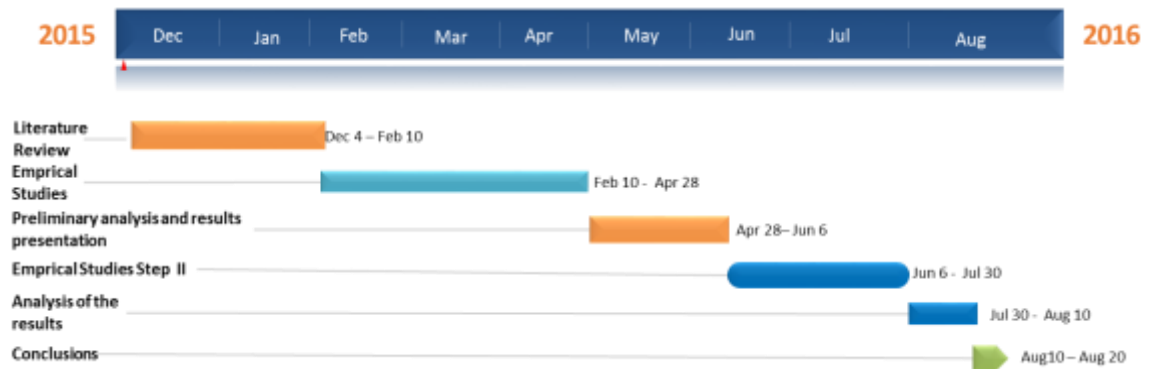 2015 Dec Jan Feb Mar Apr May Jun Jul Aug 2016
Literature
Review
Dec 4 – Feb 10
Emprical
Studies
Feb 10 - Apr 28
Preliminary analysis and results
presentation
Apr 28– Jun 6
Emprical Studies Step II
Jun 6 - Jul 30
Analysis of the
results
Jul 30 - Aug 10
Conclusions
Aug10 – Aug 20